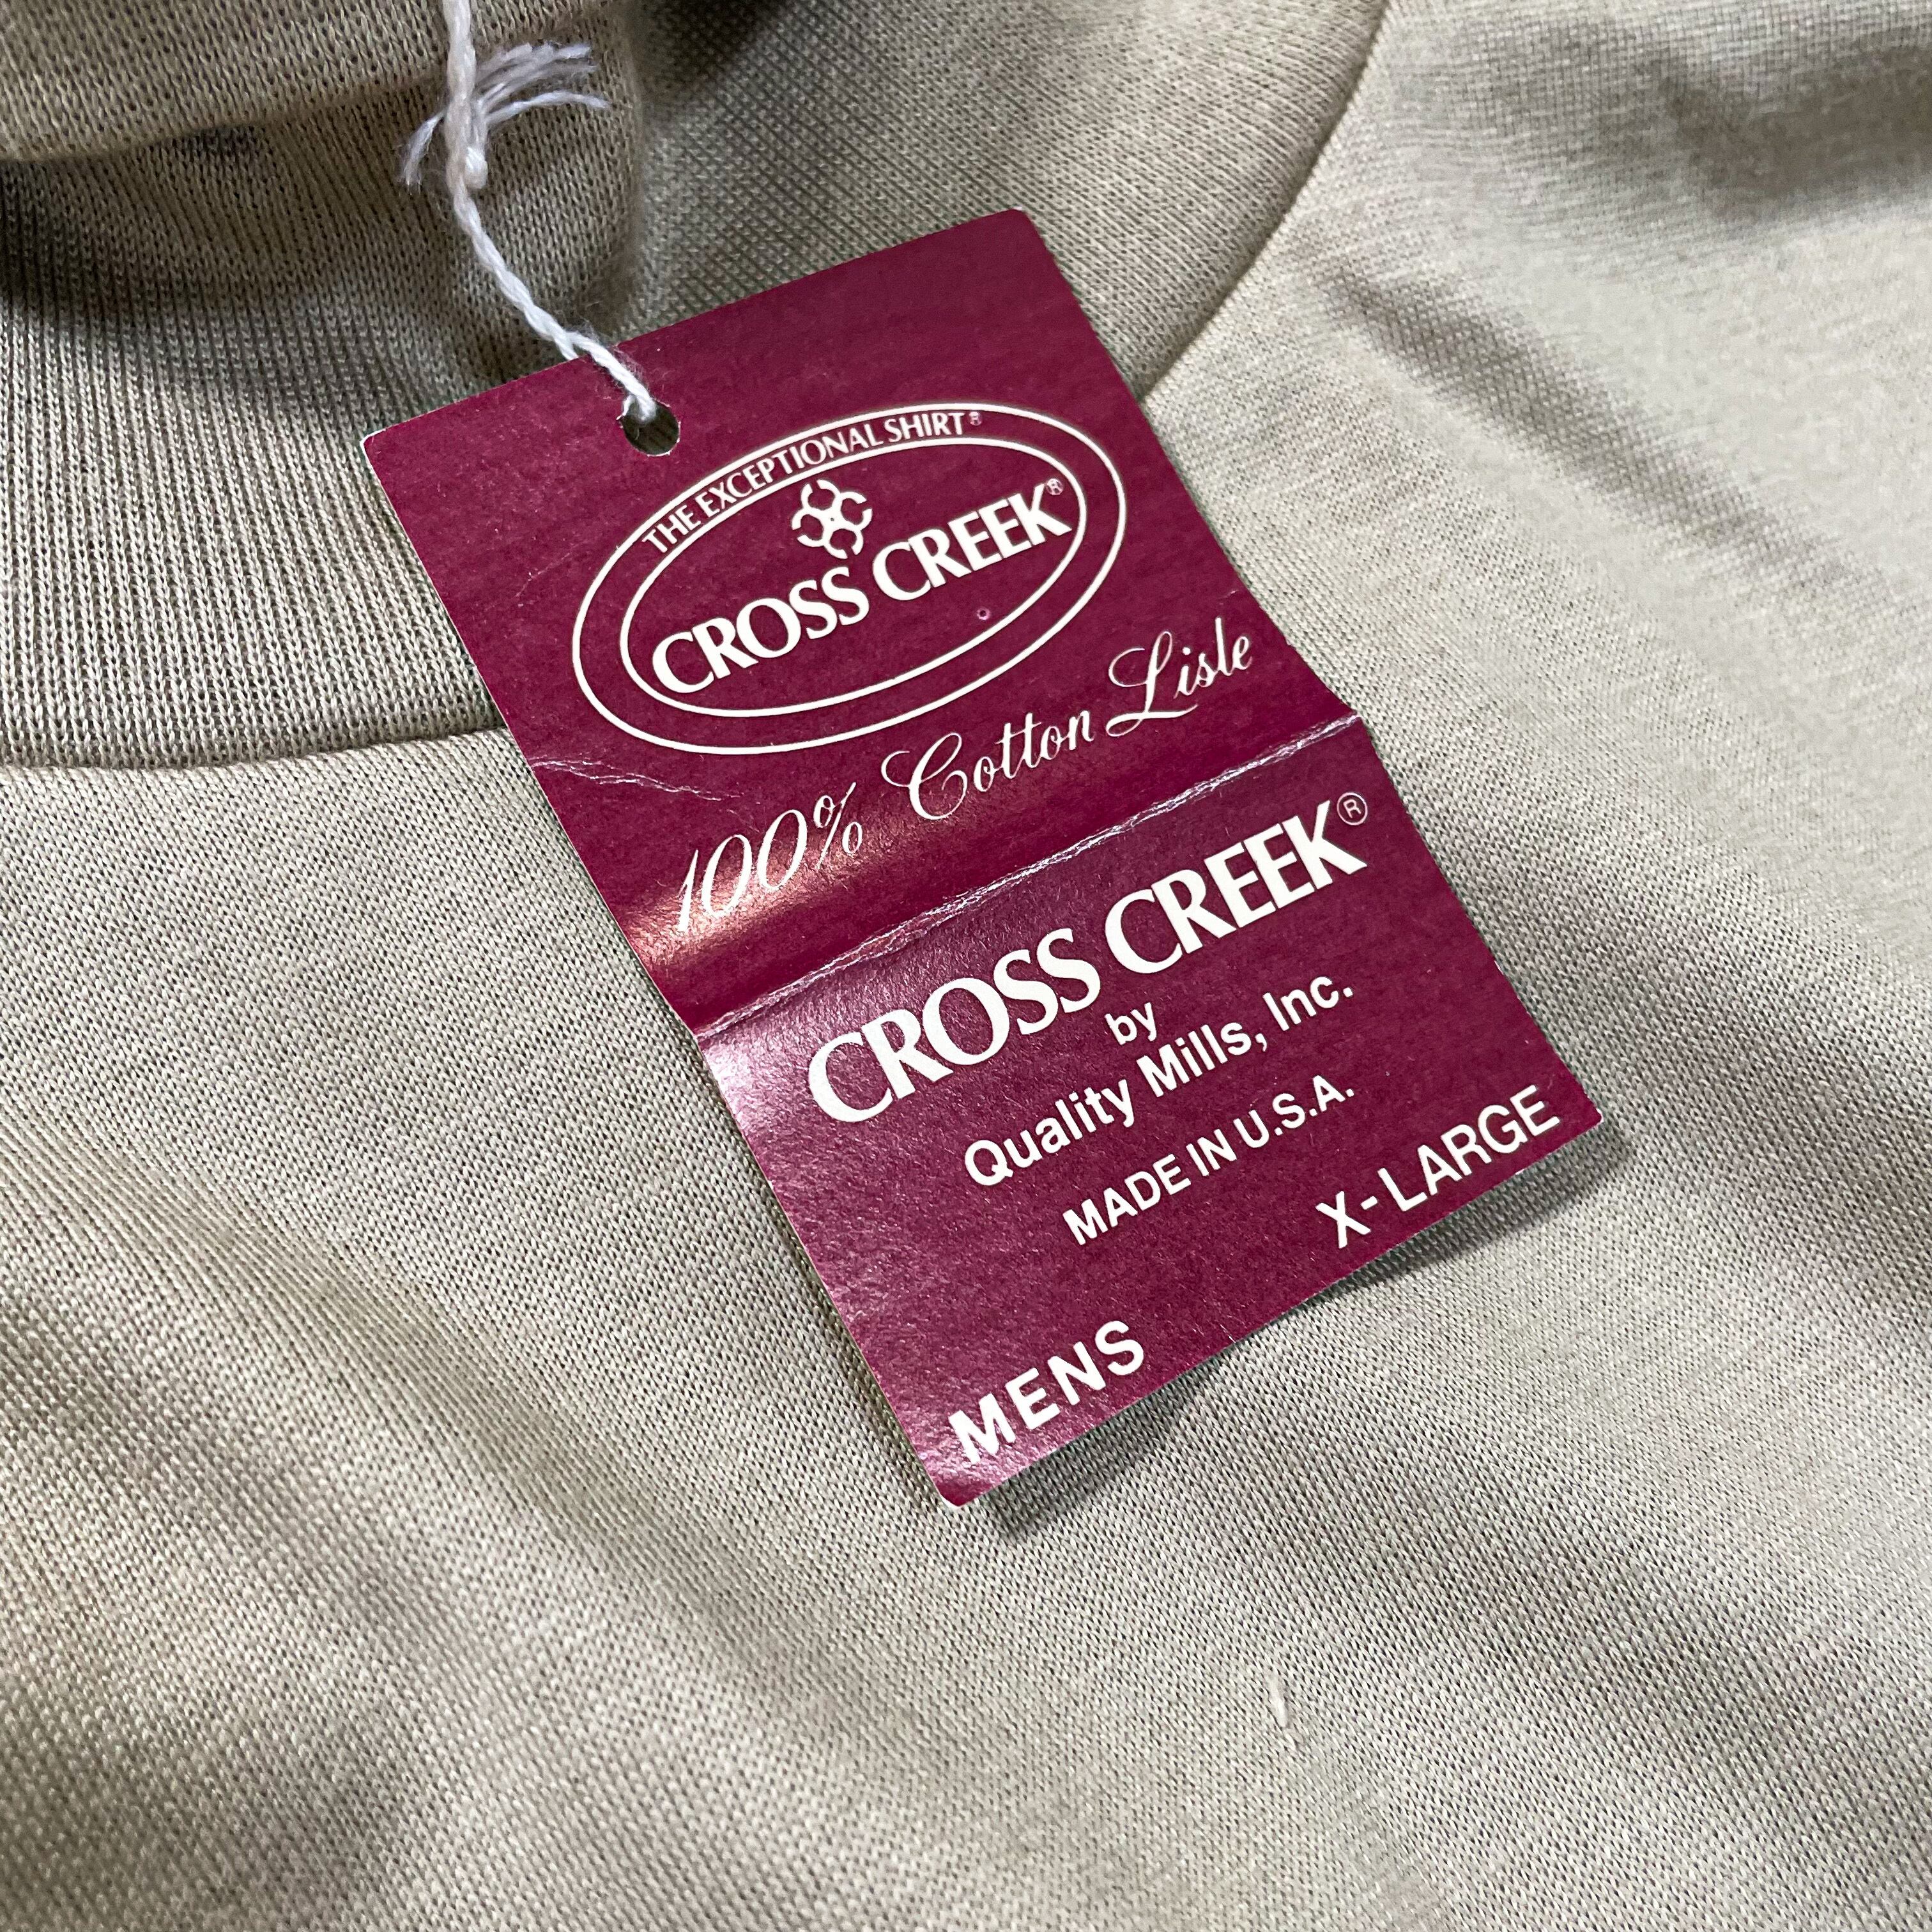 THE EXCEPTIONAL SHIRT®
CROSS CREEK®
100% Cotton Lisle
CROSS CREEK®
by
Quality Mills, Inc.
MADE IN U.S.A.
X-LARGE
MENS